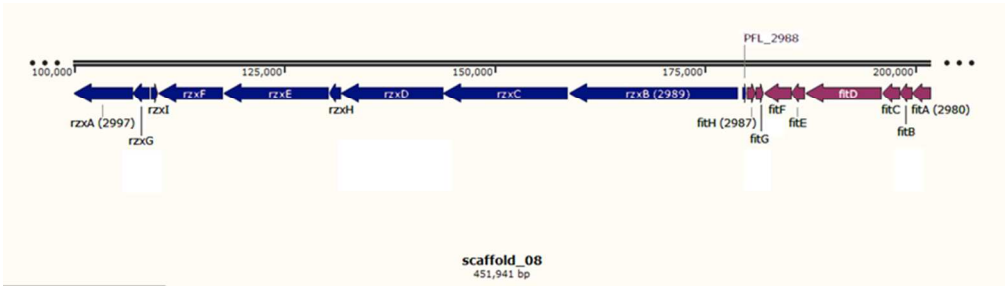 PFL_2988
100,000 125,000 150,000 175,000 200,000
rzxF rzxE rzxD rzxC rzxB (2989) fitD
rzxI rzxH fitF fitC
rzxA (2997) fitH (2987) fitE fitA (2980)
rzxG fitG fitB
scaffold_08
451,941 bp